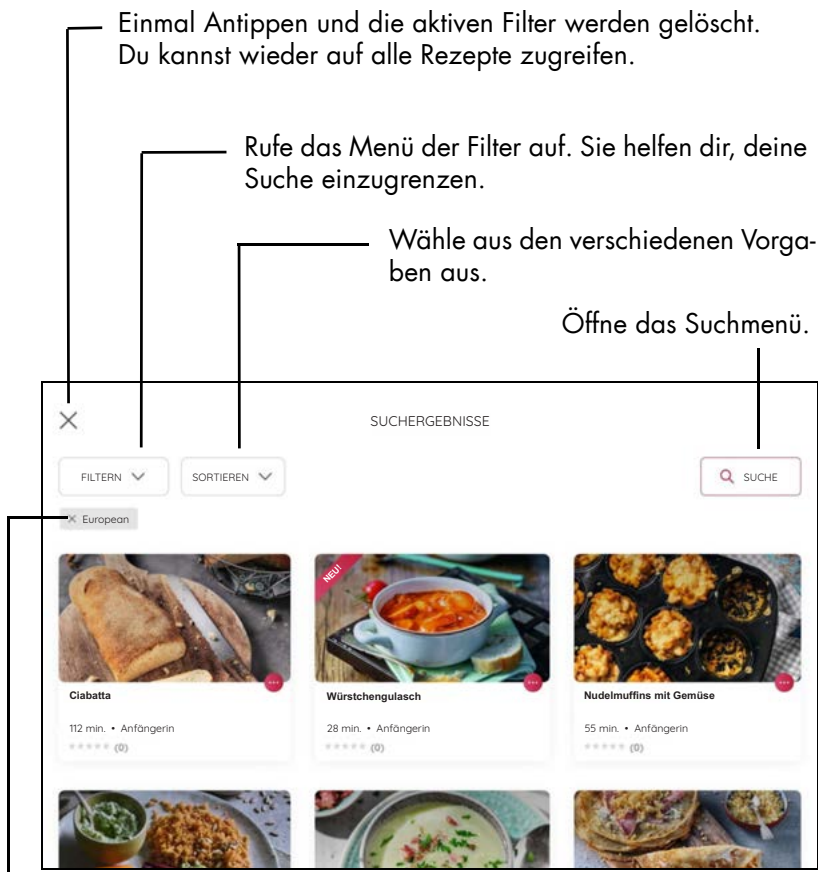 Einmal Antippen und die aktiven Filter werden gelöscht.
Du kannst wieder auf alle Rezepte zugreifen.
Rufe das Menü der Filter auf. Sie helfen dir, deine
Suche einzugrenzen.
Wähle aus den verschiedenen Vorga-
ben aus.
Öffne das Suchmenü.
SUCHERGEBNISSE
FILTERN
SORTIEREN
SUCHE
European
NEU!
Ciabatta
112 min. • Anfängerin
(0)
Würstchengulasch
28 min. • Anfängerin
(0)
Nudelmuffins mit Gemüse
55 min. • Anfängerin
(0)